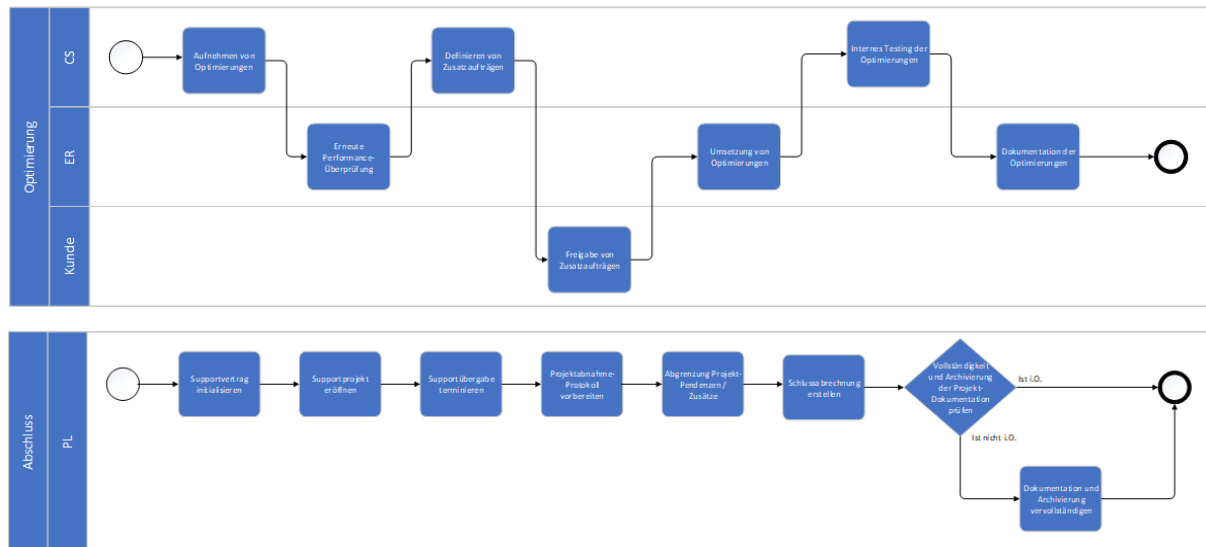 Optimierung
CS
Aufnehmen von
Optimierungen
Definieren von
Zusatzaufträgen
Internes Testing der
Optimierungen
ER
Erneute
Performance-
Überprüfung
Umsetzung von
Optimierungen
Dokumentation der
Optimierungen
Kunde
Freigabe von
Zusatzaufträgen
Abschluss
PL
Supportvertrag
initialisieren
Supportprojekt
eröffnen
Supportübergabe
terminieren
Projektabnahme-
Protokoll
vorbereiten
Abgrenzung Projekt-
Pendenzen /
Zusätze
Schlussabrechnung
erstellen
Vollständigkeit
und Archivierung
der Projekt-
Dokumentation
prüfen
Ist i.O.
Ist nicht i.O.
Dokumentation und
Archivierung
vervollständigen